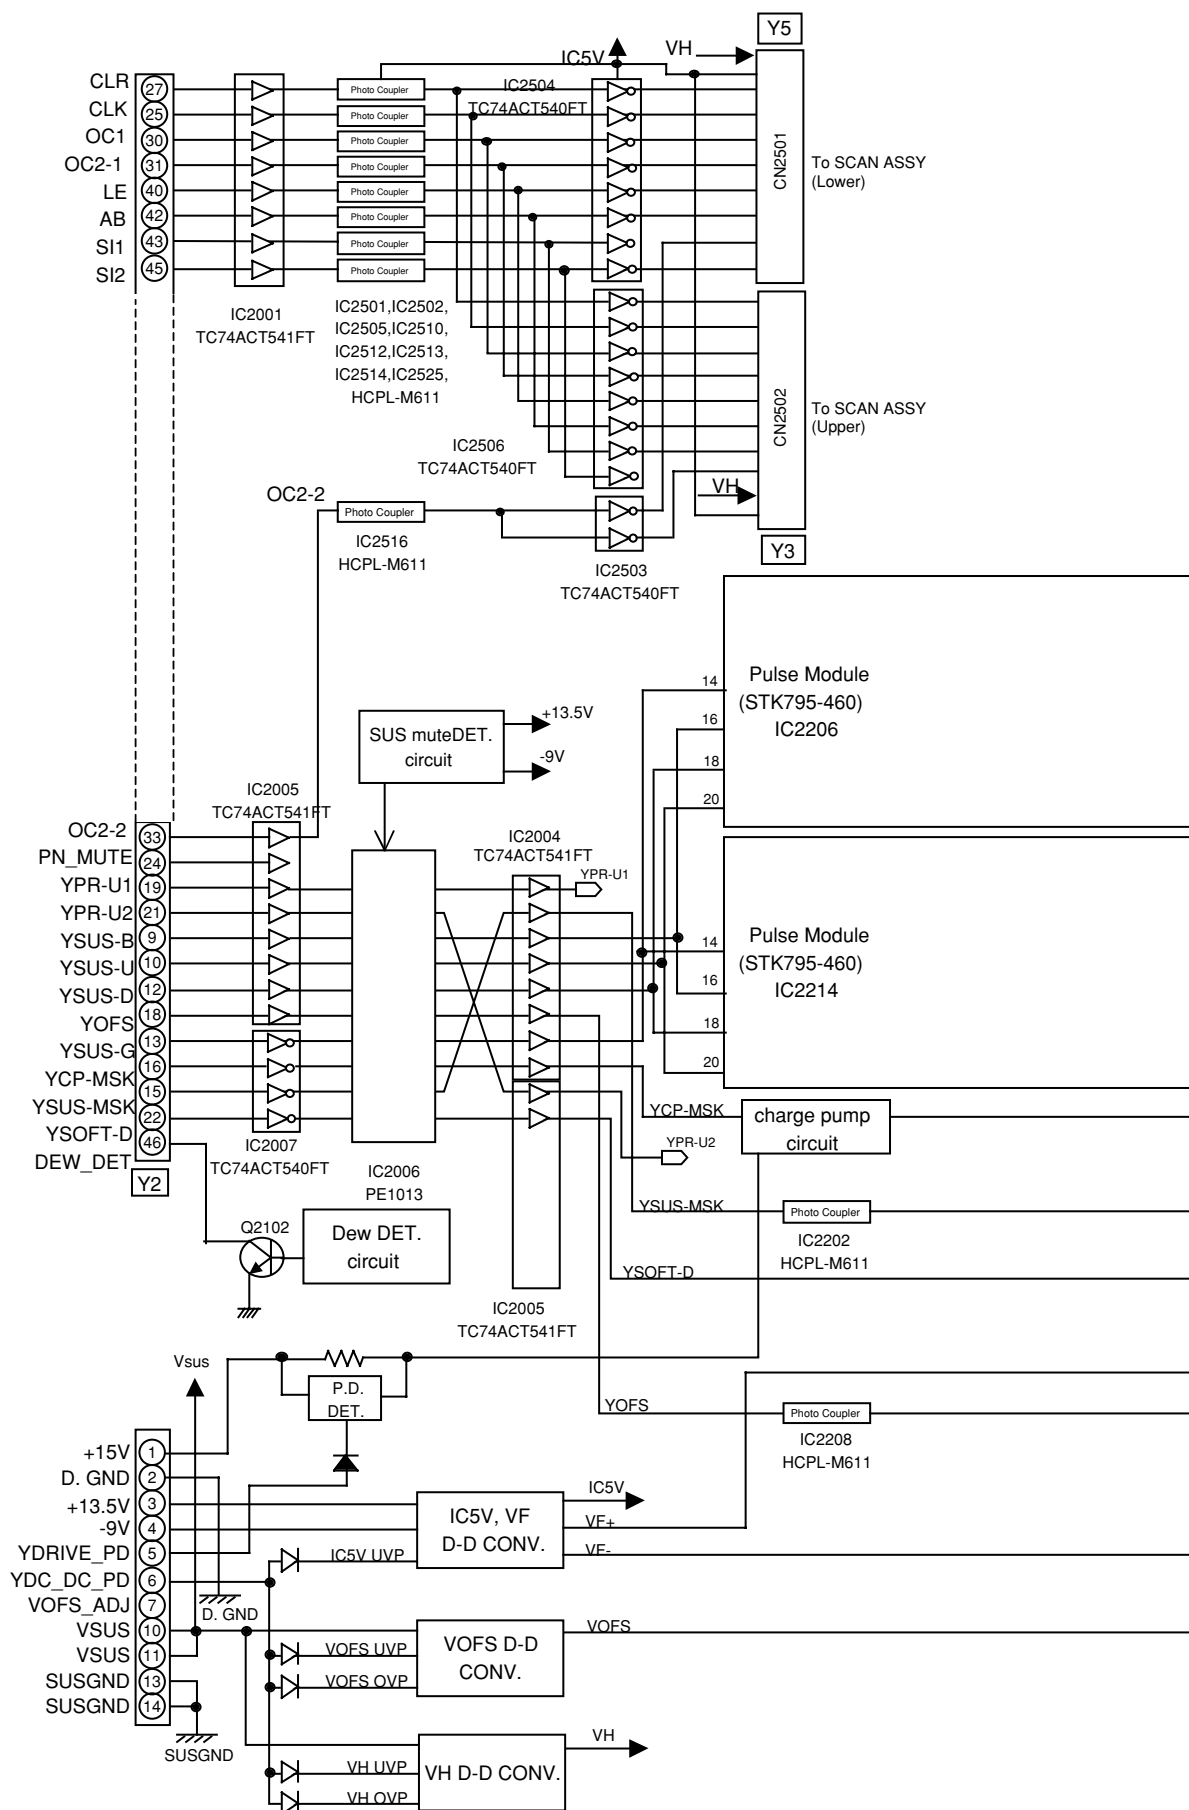 Y5
IC5V
VH
CLR 27
CLK 25
OC1 30
OC2-1 31
LE 40
AB 42
SI1 43
SI2 45
Photo Coupler
Photo Coupler
Photo Coupler
Photo Coupler
Photo Coupler
Photo Coupler
Photo Coupler
Photo Coupler
IC2504
TC74ACT540FT
CN2501
To SCAN ASSY
(Lower)
IC2001
TC74ACT541FT
IC2501,IC2502,
IC2505,IC2510,
IC2512,IC2513,
IC2514,IC2525,
HCPL-M611
CN2502
To SCAN ASSY
(Upper)
IC2506
TC74ACT540FT
VH
OC2-2
Photo Coupler
IC2516
HCPL-M611
IC2503
TC74ACT540FT
Y3
14
16
18
20
Pulse Module
(STK795-460)
IC2206
SUS muteDET.
circuit
+13.5V
-9V
IC2005
TC74ACT541FT
IC2004
TC74ACT541FT
YPR-U1
OC2-2 33
PN_MUTE 24
YPR-U1 19
YPR-U2 21
YSUS-B 9
YSUS-U 10
YSUS-D 12
YOFS 18
YSUS-G 13
YCP-MSK 16
YSUS-MSK 15
YSOFT-D 22
DEW_DET 46
Y2
14
16
18
20
Pulse Module
(STK795-460)
IC2214
IC2007
TC74ACT540FT
IC2006
PE1013
YCP-MSK
charge pump
circuit
YPR-U2
YSUS-MSK
Photo Coupler
IC2202
HCPL-M611
Q2102
Dew DET.
circuit
YSOFT-D
IC2005
TC74ACT541FT
Vsus
P.D.
DET.
YOFS
Photo Coupler
IC2208
HCPL-M611
+15V 1
D. GND 2
+13.5V 3
-9V 4
YDRIVE_PD 5
YDC_DC_PD 6
VOFS_ADJ 7
VSUS 10
VSUS 11
SUSGND 13
SUSGND 14
D. GND
SUSGND
IC5V, VF
D-D CONV.
IC5V
VF+
VF-
IC5V UVP
VOFS UVP
VOFS OVP
VOFS D-D
CONV.
VOFS
VH UVP
VH OVP
VH D-D CONV.
VH